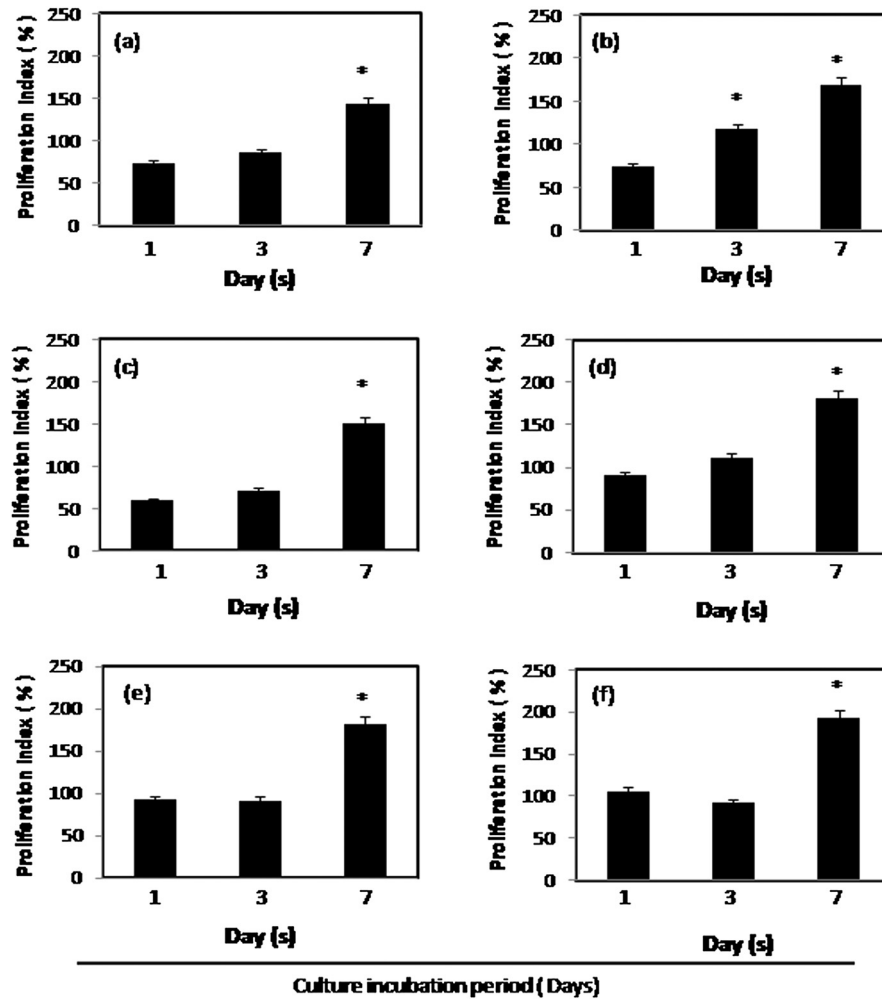 (a)
Proliferation Index ( % )
250
200
150
100
50
0
*
1 3 7
Day (s)
(b)
Proliferation Index ( % )
250
200
150
100
50
0
* *
1 3 7
Day (s)
(c)
Proliferation Index ( % )
250
200
150
100
50
0
*
1 3 7
Day (s)
(d)
Proliferation Index ( % )
250
200
150
100
50
0
*
1 3 7
Day (s)
(e)
Proliferation Index ( % )
250
200
150
100
50
0
*
1 3 7
Day (s)
(f)
Proliferation Index ( % )
250
200
150
100
50
0
*
1 3 7
Day (s)
Culture incubation period ( Days)